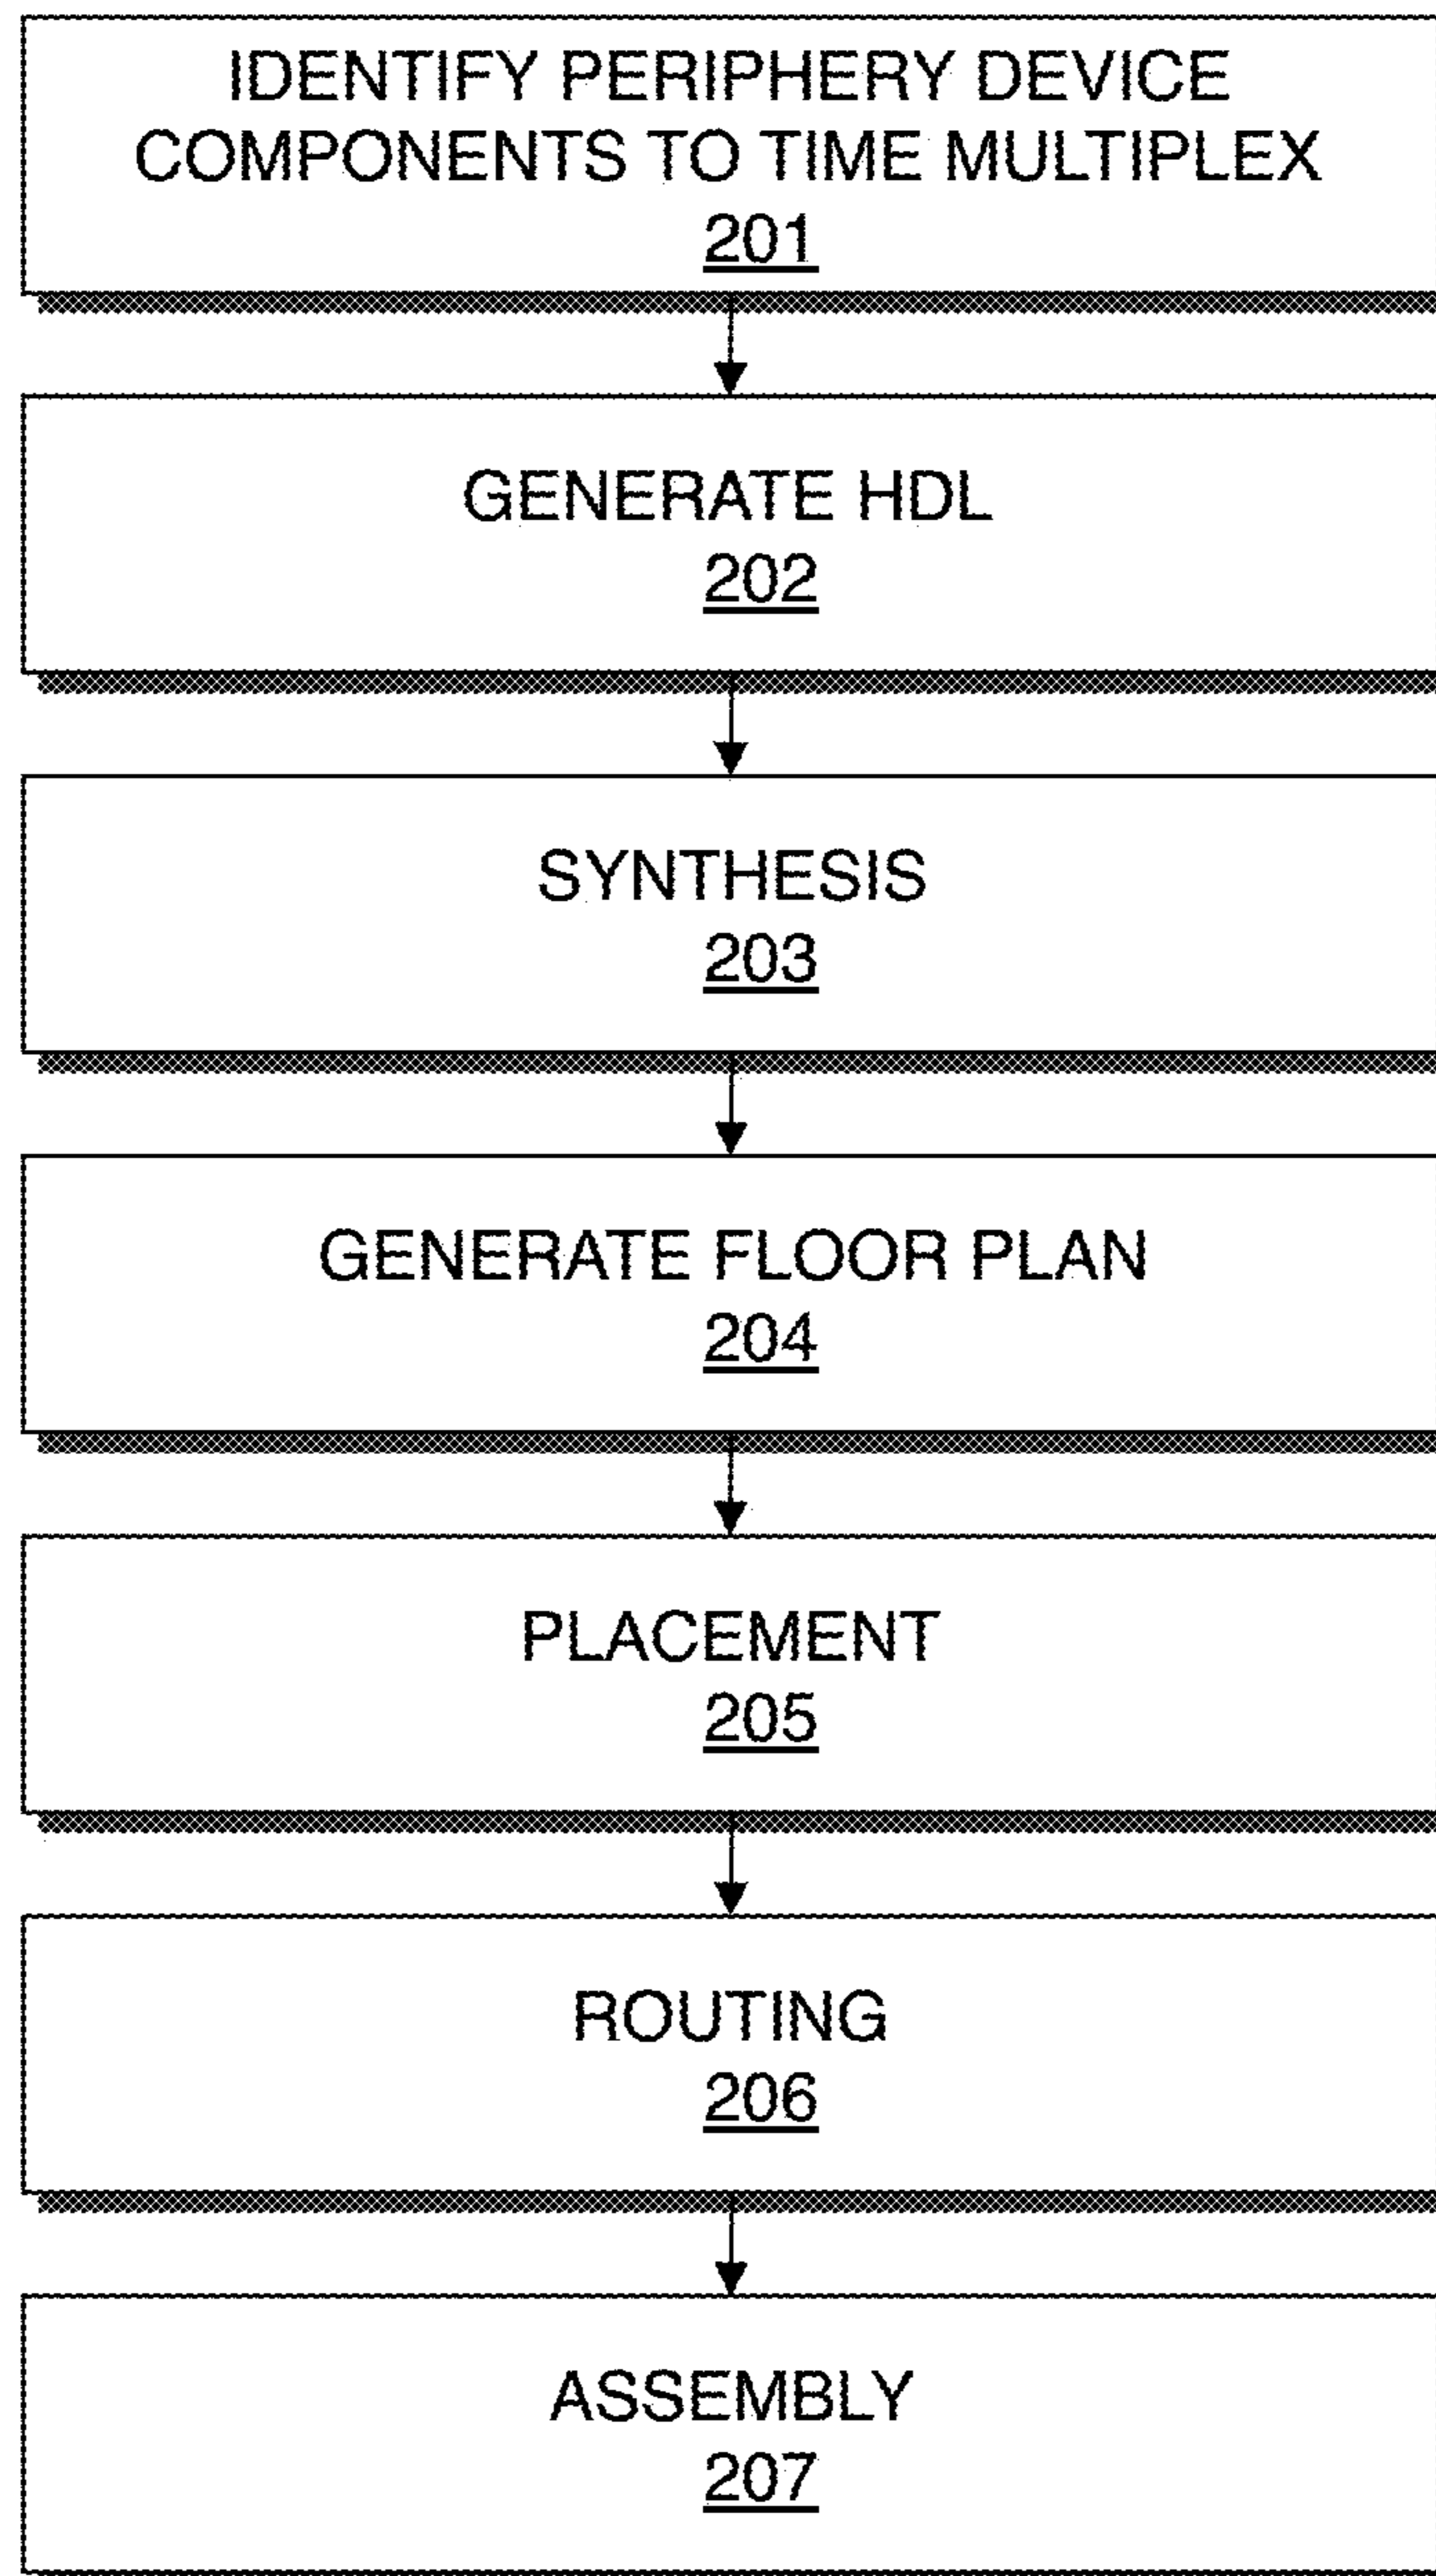 IDENTIFY PERIPHERY DEVICE
COMPONENTS TO TIME MULTIPLEX
201
GENERATE HDL
202
SYNTHESIS
203
GENERATE FLOOR PLAN
204
PLACEMENT
205
ROUTING
206
ASSEMBLY
207